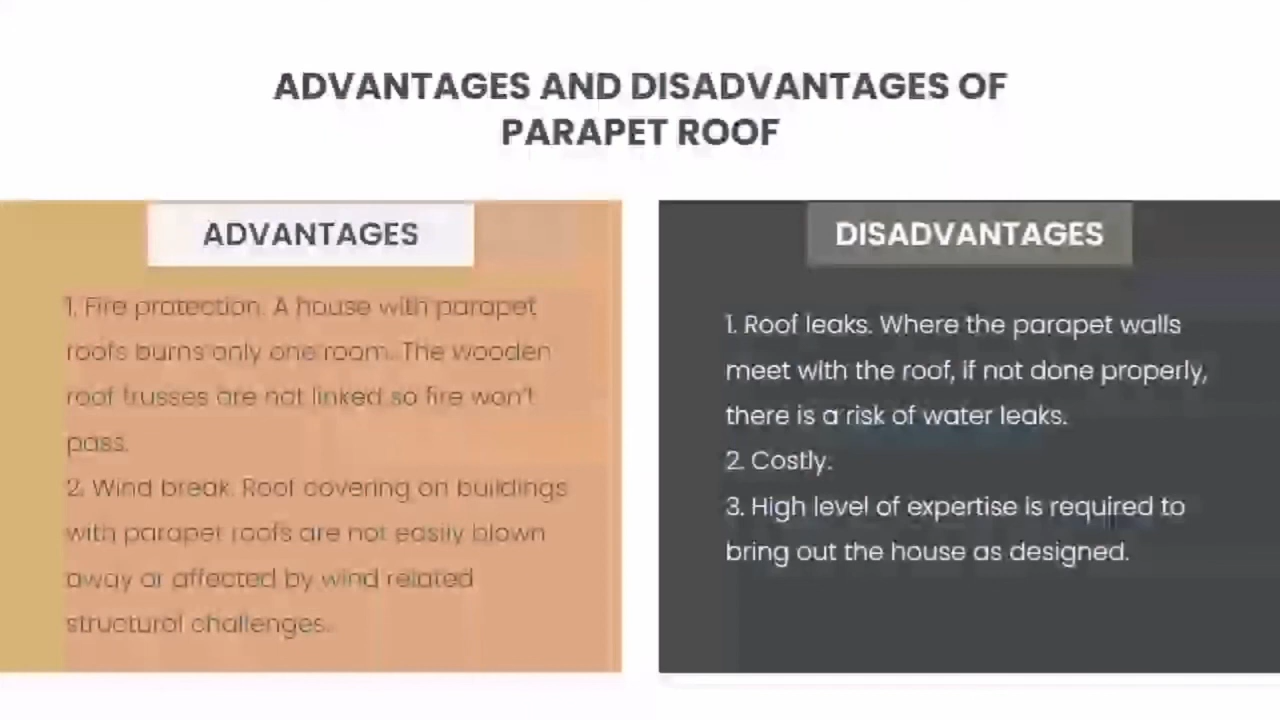 ADVANTAGES AND DISADVANTAGES OF
PARAPET ROOF
ADVANTAGES
1. Fire protection. A house with parapet
roofs burns only one room. The wooden
roof trusses are not linked so fire won't
pass.
2. Wind break. Roof covering on buildings
with parapet roofs are not easily blown
away or affected by wind related
structural challenges.
DISADVANTAGES
1. Roof leaks. Where the parapet walls
meet with the roof, if not done properly,
there is a risk of water leaks.
2. Costly.
3. High level of expertise is required to
bring out the house as designed.